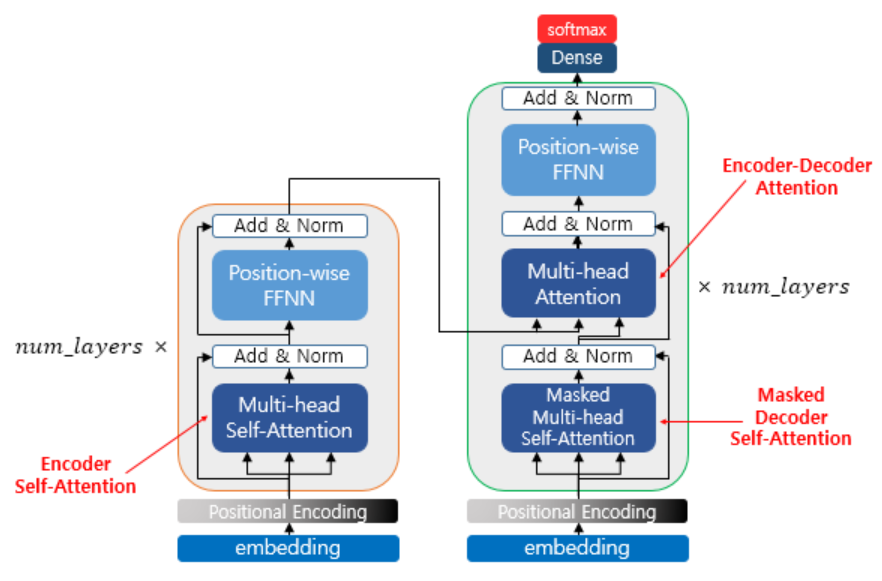 softmax
Dense
Add & Norm
Position-wise
FFNN
Encoder-Decoder
Attention
Add & Norm
Add & Norm
Position-wise
FFNN
Multi-head
Attention
× num_layers
num_layers ×
Add & Norm
Add & Norm
Multi-head
Self-Attention
Masked
Multi-head
Self-Attention
Masked
Decoder
Self-Attention
Encoder
Self-Attention
Positional Encoding
Positional Encoding
embedding
embedding